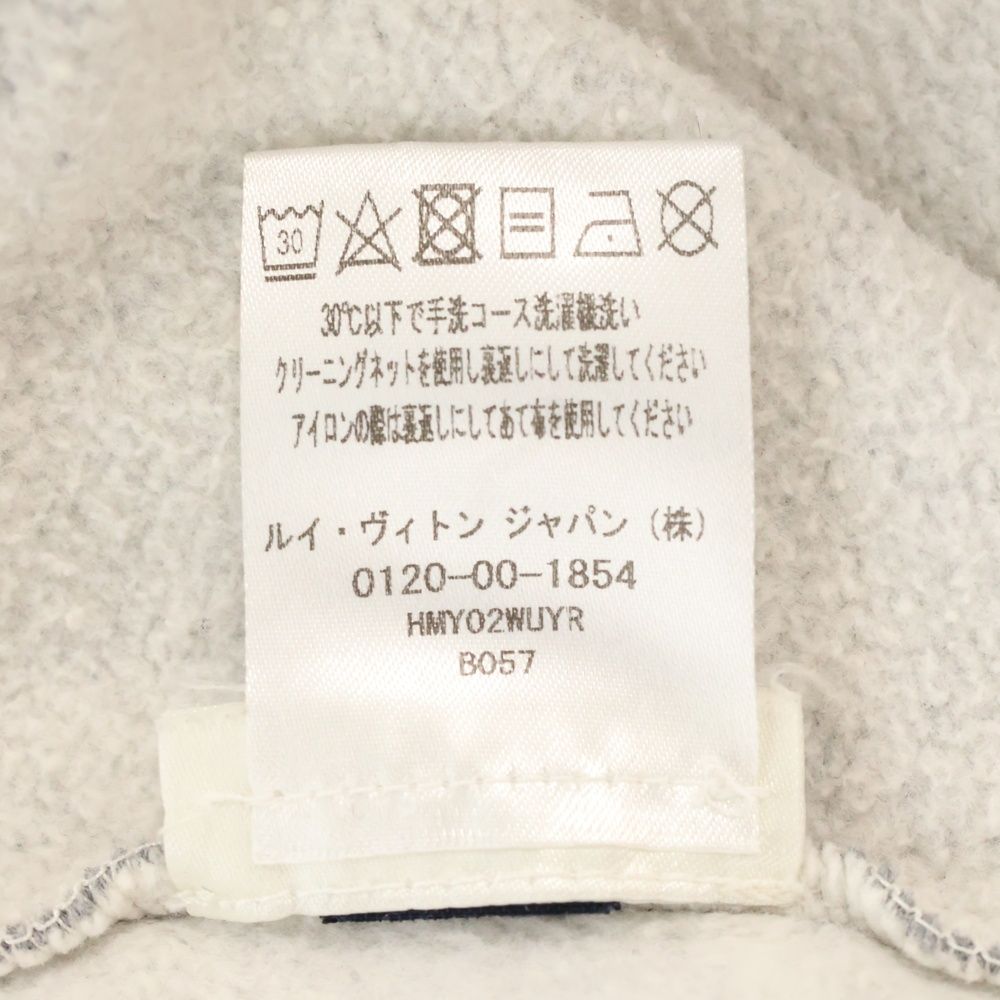 30
30℃以下で手洗コース洗濯機洗い
クリーニングネットを使用し裏返しにして洗濯してください
アイロンの際は裏返しにしてあて布を使用してください
ルイ・ヴィトン ジャパン (株)
0120-00-1854
HMY02WUYR
B057